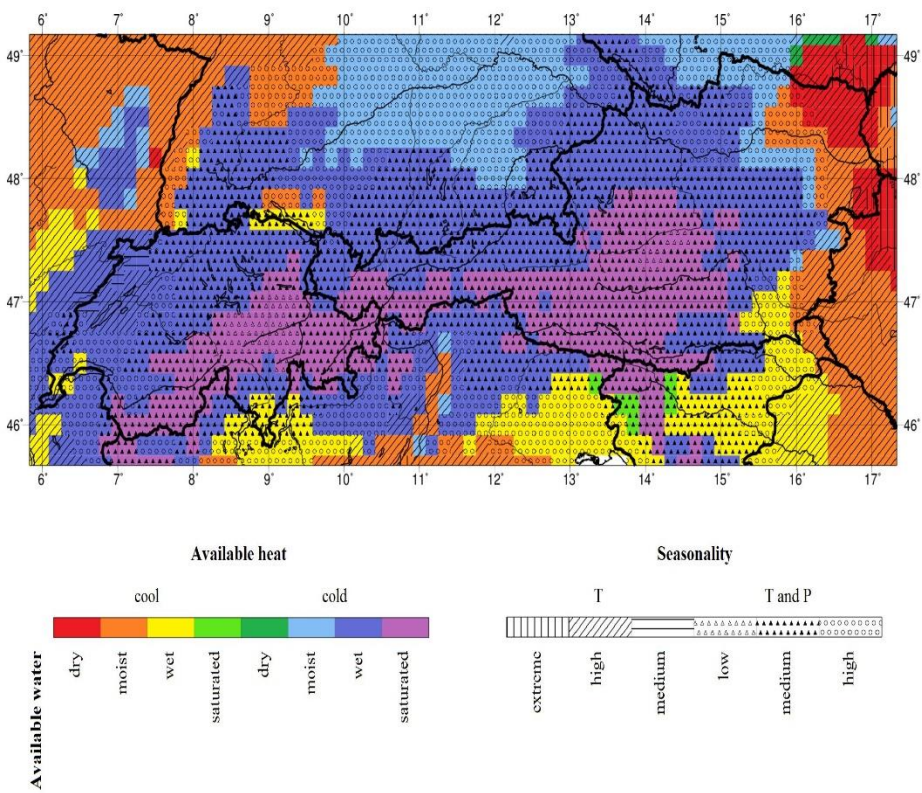 6° 7° 8° 9° 10° 11° 12° 13° 14° 15° 16° 17°
49° 49°
48° 48°
47° 47°
46° 46°
6° 7° 8° 9° 10° 11° 12° 13° 14° 15° 16° 17°
Available heat Seasonality
cool cold T T and P
dry moist wet saturated dry moist wet saturated extreme high medium low medium high
Available water